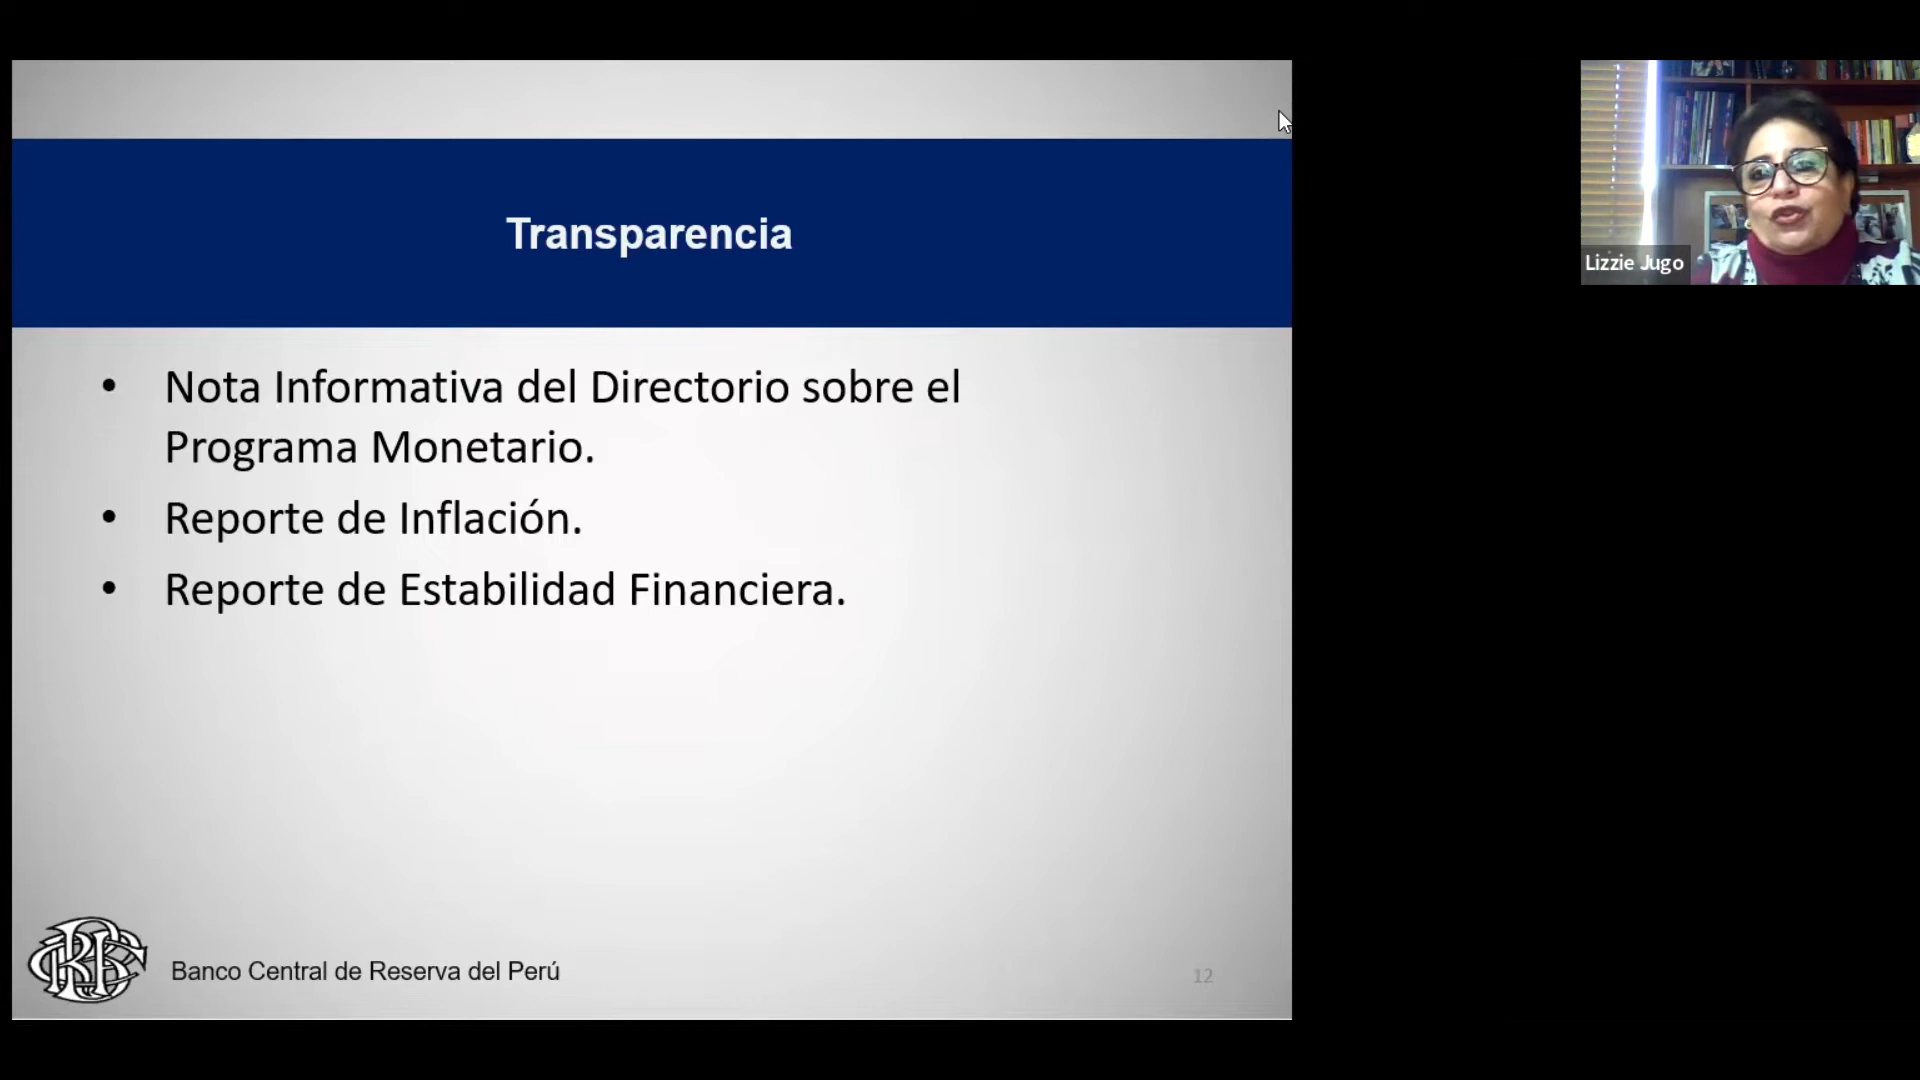 Transparencia
• Nota Informativa del Directorio sobre el
Programa Monetario.
• Reporte de Inflación.
• Reporte de Estabilidad Financiera.
Banco Central de Reserva del Perú
12
Lizzie Jugo